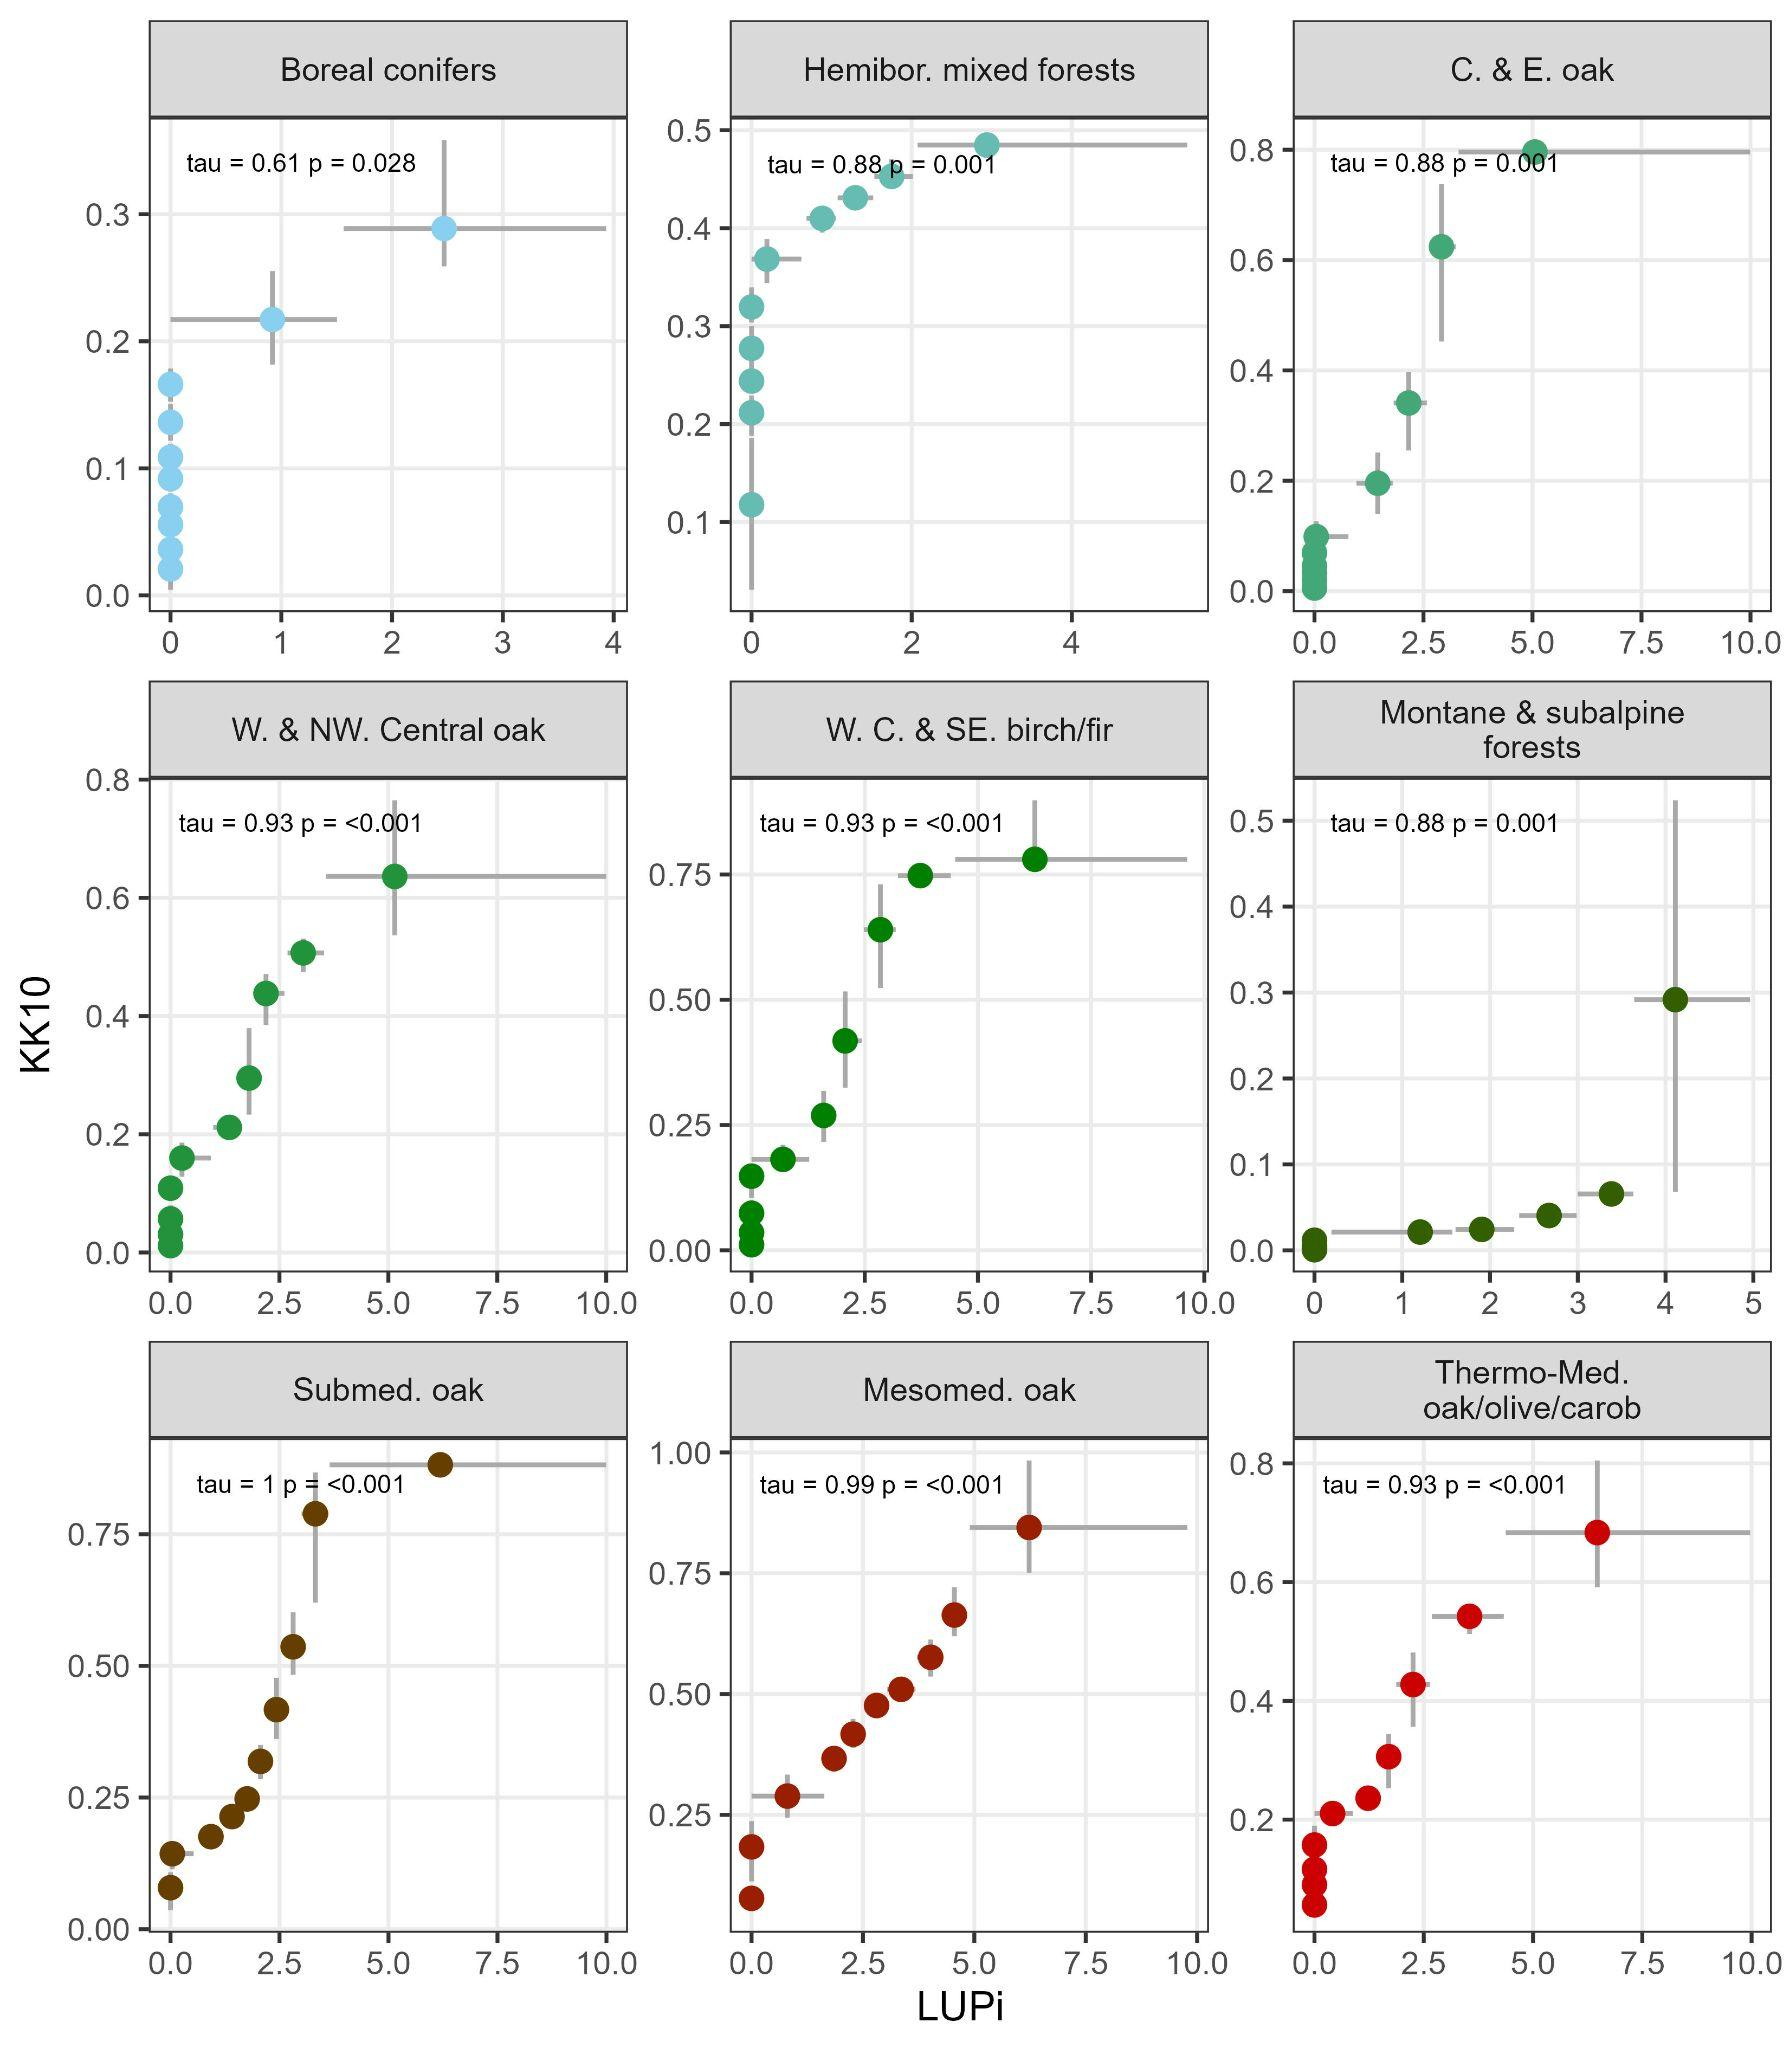 Boreal conifers
Hemibor. mixed forests
C. & E. oak
tau = 0.61 p = 0.028
tau = 0.88 p = 0.001
tau = 0.88 p = 0.001
0.3
0.2
0.1
0.0
0.5
0.4
0.3
0.2
0.1
0.8
0.6
0.4
0.2
0.0
0 1 2 3 4
0 2 4
0.0 2.5 5.0 7.5 10.0
W. & NW. Central oak
W. C. & SE. birch/fir
Montane & subalpine
forests
tau = 0.93 p = <0.001
tau = 0.93 p = <0.001
tau = 0.88 p = 0.001
KK10
0.8
0.6
0.4
0.2
0.0
0.75
0.50
0.25
0.00
0.5
0.4
0.3
0.2
0.1
0.0
0.0 2.5 5.0 7.5 10.0
0.0 2.5 5.0 7.5 10.0
0 1 2 3 4 5
Submed. oak
Mesomed. oak
Thermo-Med.
oak/olive/carob
tau = 1 p = <0.001
tau = 0.99 p = <0.001
tau = 0.93 p = <0.001
0.75
0.50
0.25
0.00
1.00
0.75
0.50
0.25
0.8
0.6
0.4
0.2
0.0 2.5 5.0 7.5 10.0
0.0 2.5 5.0 7.5 10.0
0.0 2.5 5.0 7.5 10.0
LUPi